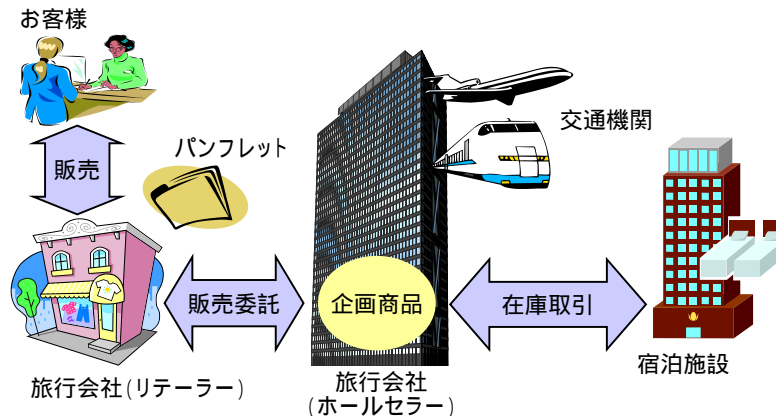 お客様
販売
パンフレット
交通機関
販売委託
企画商品
在庫取引
宿泊施設
旅行会社(リテーラー)
旅行会社
(ホールセラー)